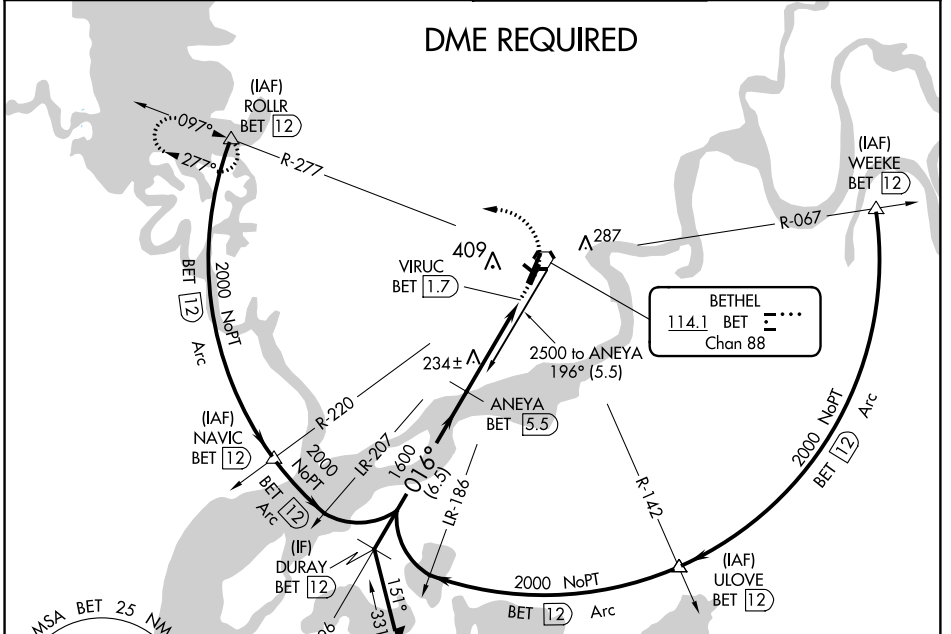 DME REQUIRED
(IAF)
ROLLR
BET 12
097°
277°
R-277
(IAF)
WEEKE
BET 12
R-067
409
287
VIRUC
BET 1.7
BETHEL
114.1 BET
Chan 88
2500 to ANEYA
196° (5.5)
234±
ANEYA
BET 5.5
2000 NoPT
BET 12 Arc
R-220
(IAF)
NAVIC
BET 12
2000
NoPT
BET 12
Arc
LR-207
1600
016°
(6.5)
LR-186
R-142
2000 NoPT
BET 12 Arc
(IF)
DURAY
BET 12
2000 NoPT
BET 12 Arc
(IAF)
ULOVE
BET 12
151°
331
MSA BET 25 NM